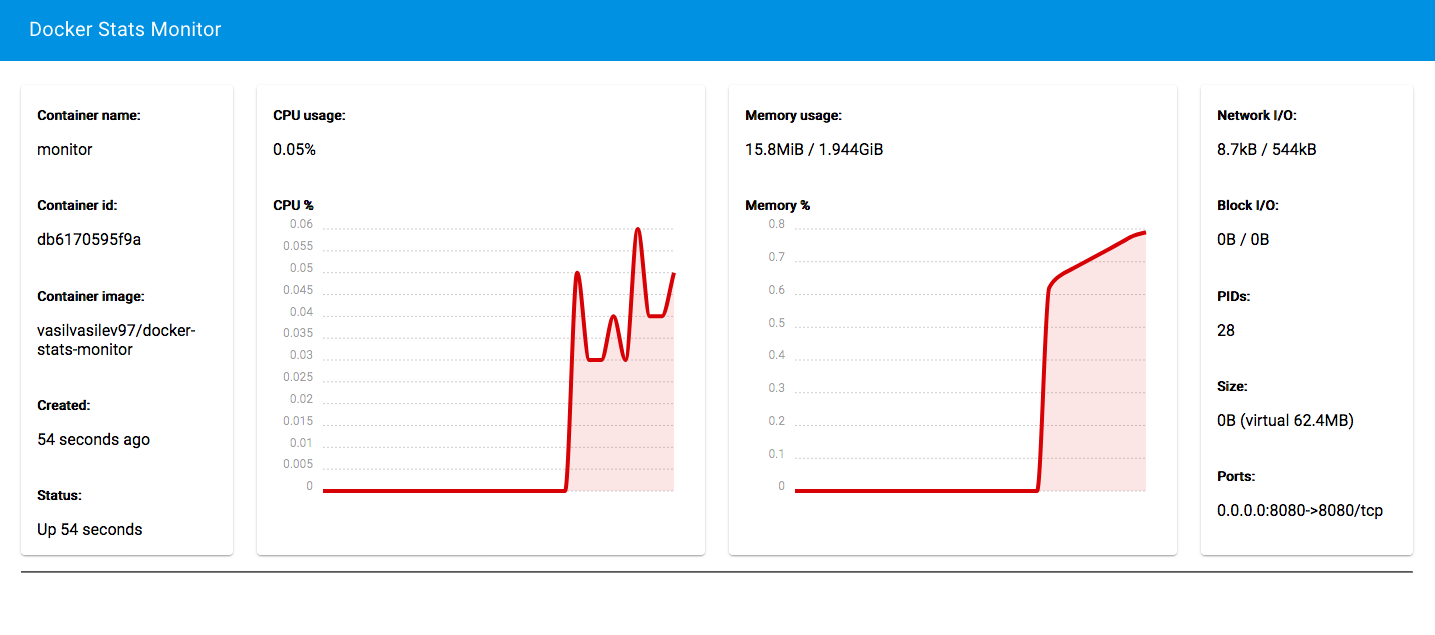 Docker Stats Monitor
Container name:
monitor
Container id:
db6170595f9a
Container image:
vasilvasilev97/docker-
stats-monitor
Created:
54 seconds ago
Status:
Up 54 seconds
CPU usage:
0.05%
CPU %
0.06
0.055
0.05
0.045
0.04
0.035
0.03
0.025
0.02
0.015
0.01
0.005
0
Memory usage:
15.8MiB / 1.944GiB
Memory %
0.8
0.7
0.6
0.5
0.4
0.3
0.2
0.1
0
Network I/O:
8.7kB / 544kB
Block I/O:
0B / 0B
PIDs:
28
Size:
0B (virtual 62.4MB)
Ports:
0.0.0.0:8080->8080/tcp